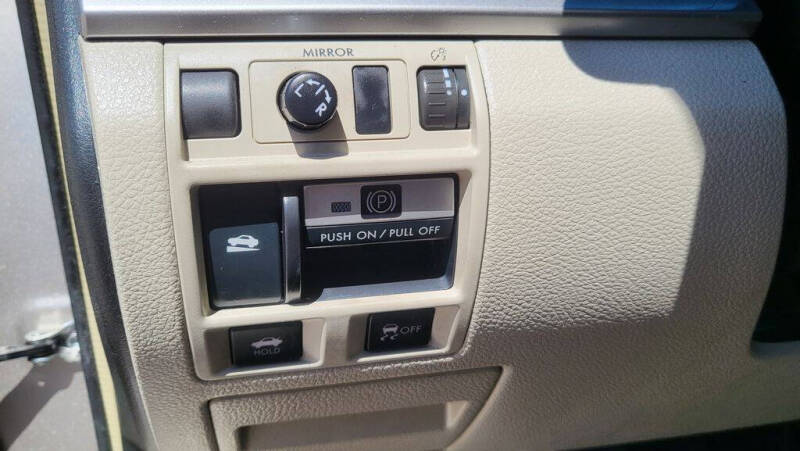 MIRROR
L R
P
PUSH ON / PULL OFF
HOLD
OFF